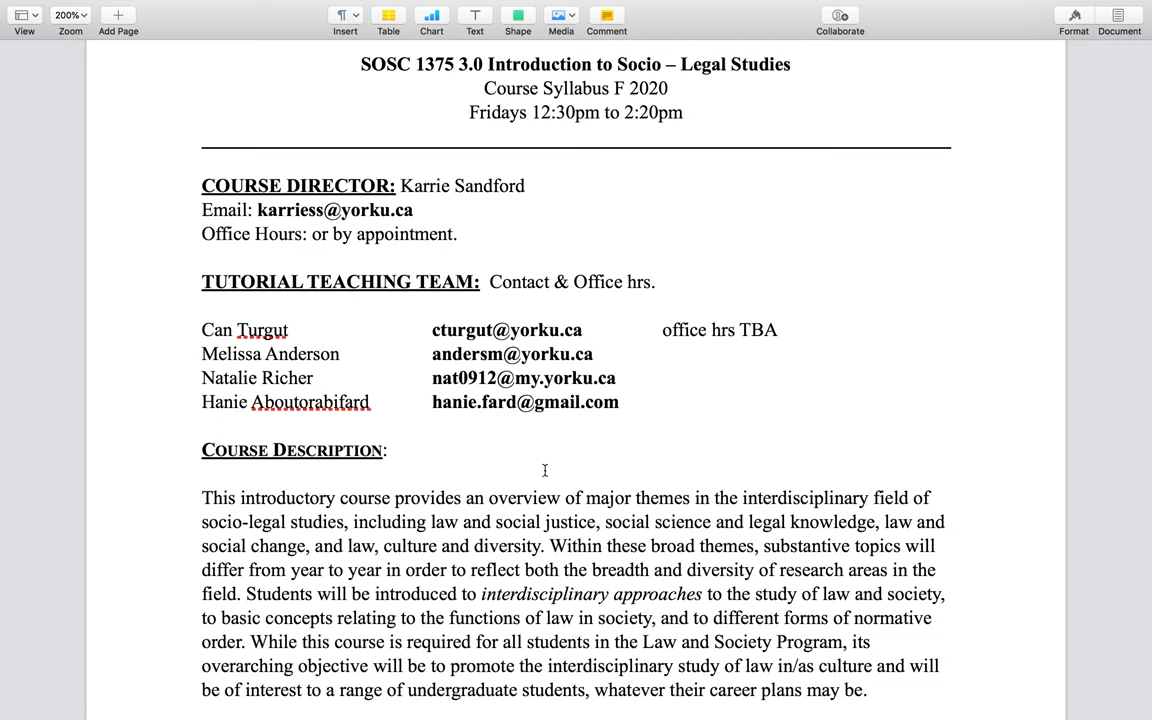 200%
View Zoom Add Page Insert Table Chart Text Shape Media Comment Collaborate Format Document
SOSC 1375 3.0 Introduction to Socio – Legal Studies
Course Syllabus F 2020
Fridays 12:30pm to 2:20pm
COURSE DIRECTOR: Karrie Sandford
Email: karriess@yorku.ca
Office Hours: or by appointment.
TUTORIAL TEACHING TEAM: Contact & Office hrs.
Can Turgut cturgut@yorku.ca office hrs TBA
Melissa Anderson andersm@yorku.ca
Natalie Richer nat0912@my.yorku.ca
Hanie Aboutorabifard hanie.fard@gmail.com
COURSE DESCRIPTION:
This introductory course provides an overview of major themes in the interdisciplinary field of
socio-legal studies, including law and social justice, social science and legal knowledge, law and
social change, and law, culture and diversity. Within these broad themes, substantive topics will
differ from year to year in order to reflect both the breadth and diversity of research areas in the
field. Students will be introduced to interdisciplinary approaches to the study of law and society,
to basic concepts relating to the functions of law in society, and to different forms of normative
order. While this course is required for all students in the Law and Society Program, its
overarching objective will be to promote the interdisciplinary study of law in/as culture and will
be of interest to a range of undergraduate students, whatever their career plans may be.